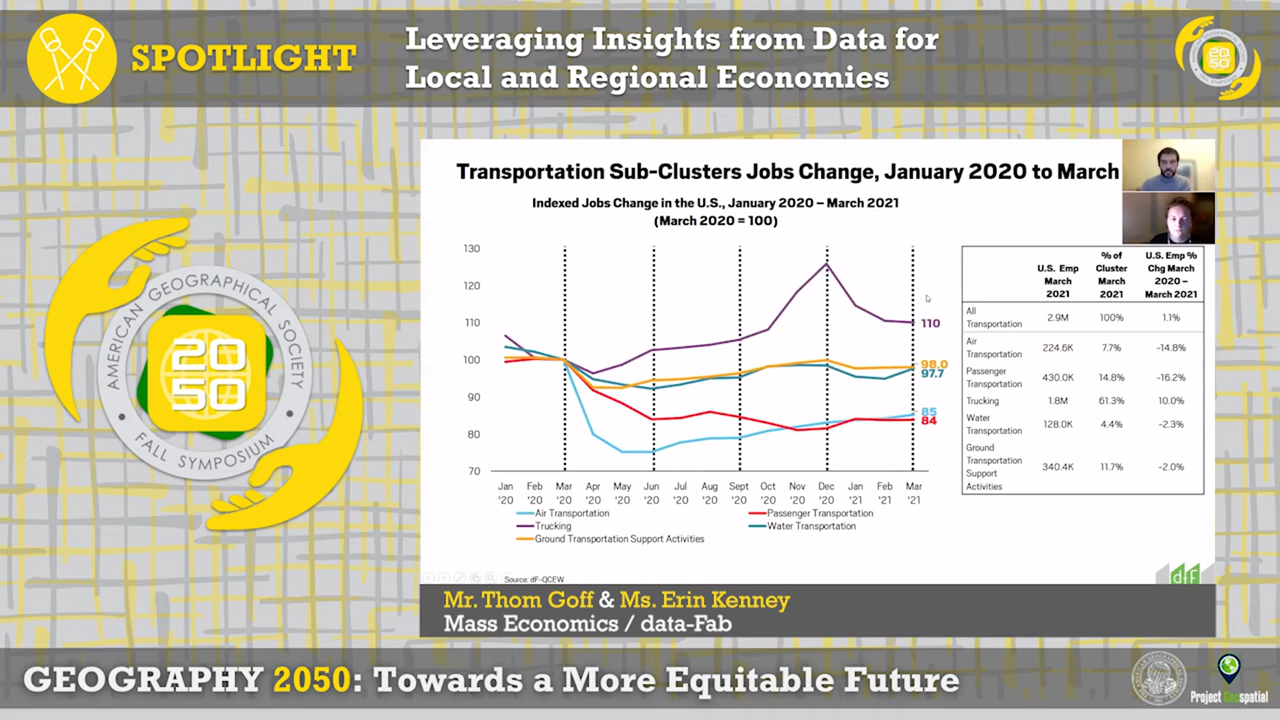 SPOTLIGHT
Leveraging Insights from Data for
Local and Regional Economies
20
50
AMERICAN GEOGRAPHICAL SOCIETY
20
50
FALL SYMPOSIUM
Transportation Sub-Clusters Jobs Change, January 2020 to March
Indexed Jobs Change in the U.S., January 2020 – March 2021
(March 2020 = 100)
130
120
110
100
90
80
70
110
98.0
97.7
85
84
Jan Feb Mar Apr May Jun Jul Aug Sept Oct Nov Dec Jan Feb Mar
'20 '20 '20 '20 '20 '20 '20 '20 '20 '20 '20 '20 '21 '21 '21
Air Transportation Passenger Transportation
Trucking Water Transportation
Ground Transportation Support Activities
U.S. Emp March 2021 % of Cluster March 2021 U.S. Emp % Chg March 2020 – March 2021
All Transportation 2.9M 100% 1.1%
Air Transportation 224.6K 7.7% -14.8%
Passenger Transportation 430.0K 14.8% -16.2%
Trucking 1.8M 61.3% 10.0%
Water Transportation 128.0K 4.4% -2.3%
Ground Transportation Support Activities 340.4K 11.7% -2.0%
Source: dF-QCEW
dF
Mr. Thom Goff & Ms. Erin Kenney
Mass Economics / data-Fab
GEOGRAPHY 2050: Towards a More Equitable Future
Project Geospatial